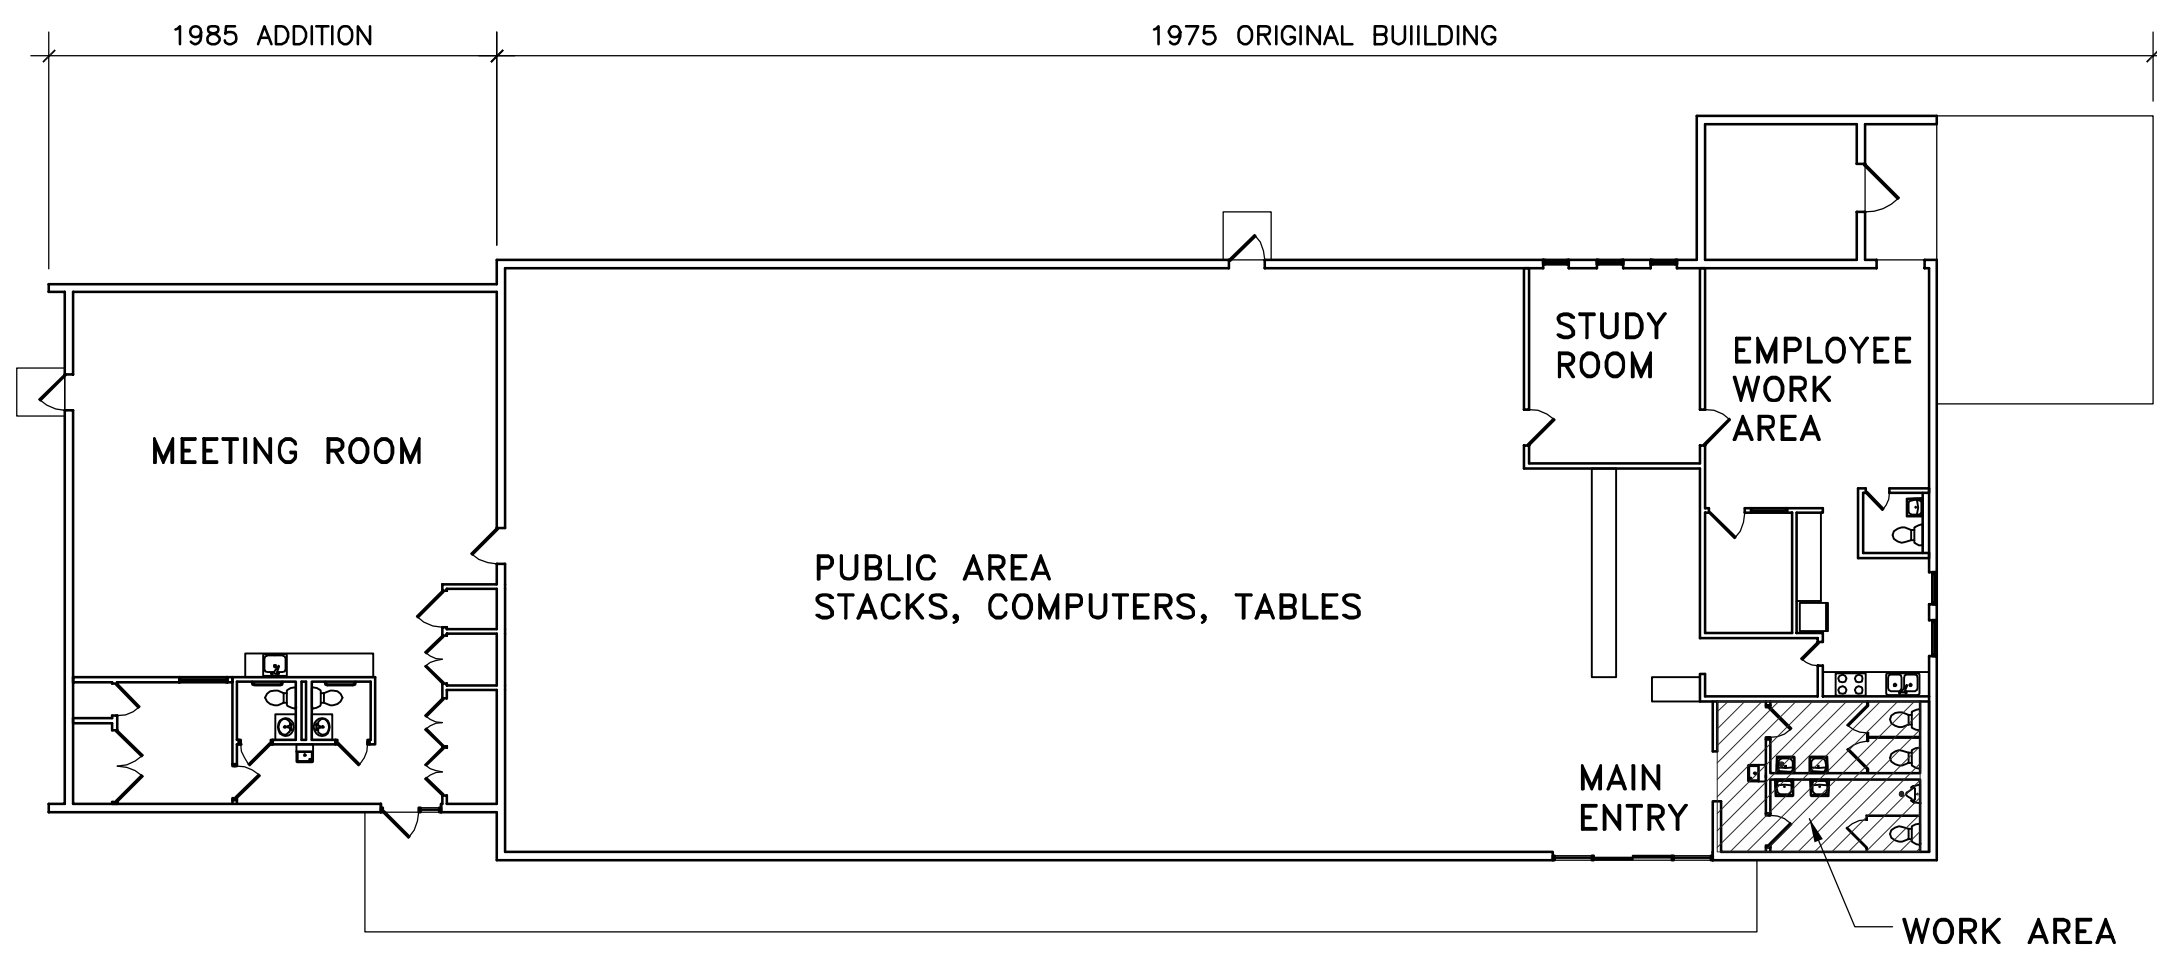 1985 ADDITION
1975 ORIGINAL BUIILDING
STUDY
ROOM
EMPLOYEE
WORK
AREA
MEETING ROOM
PUBLIC AREA
STACKS, COMPUTERS, TABLES
MAIN
ENTRY
WORK AREA